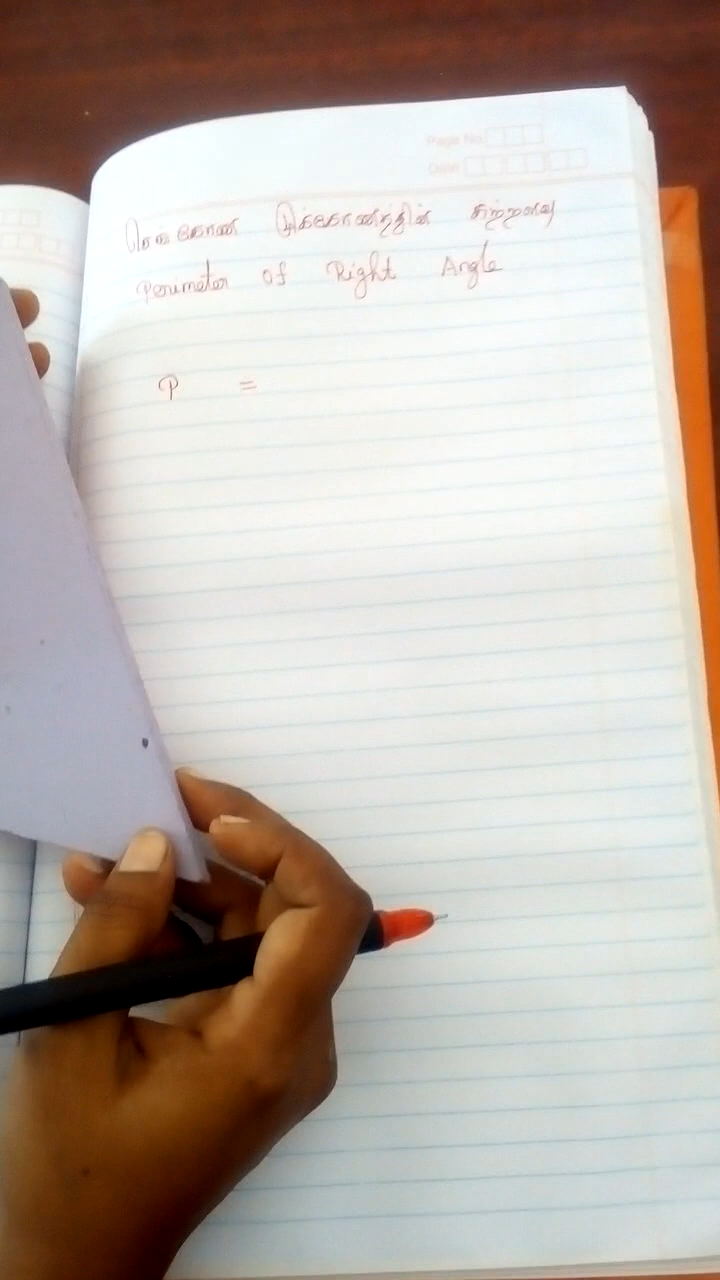 Page No.
Date
செங்கோண முக்கோணத்தின் சுற்றளவு
Perimeter of Right Angle
P =